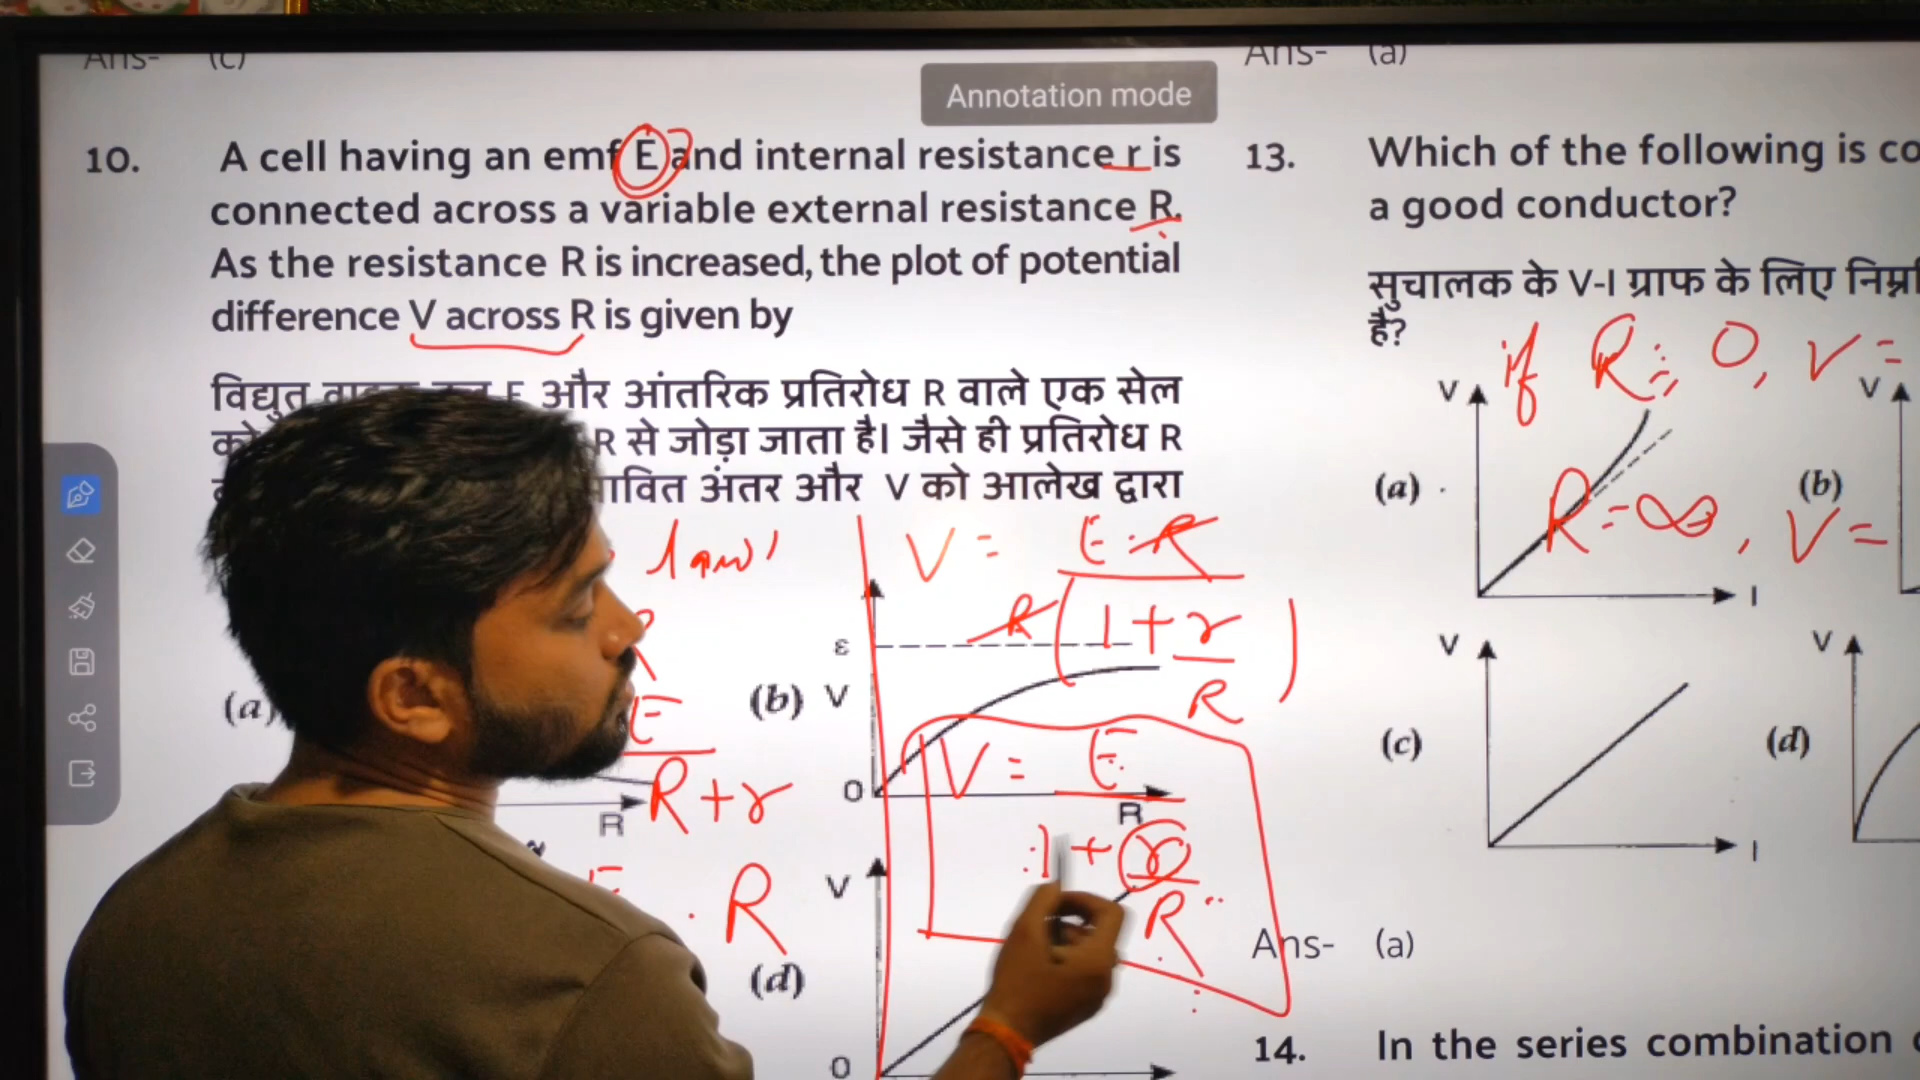 Ans- (c)
Annotation mode
10. A cell having an emf E and internal resistance r is
connected across a variable external resistance R.
As the resistance R is increased, the plot of potential
difference V across R is given by
विद्युत E और आंतरिक प्रतिरोध R वाले एक सेल
को R से जोड़ा जाता है। जैसे ही प्रतिरोध R
अंतर और V को आलेख द्वारा
law
(a)
R
E
R+r
R
V = E·R
R(1+r
R)
(b) V
ε
0
R
V = E
1+r
R
(d)
V
0
Ans- (a)
13. Which of the following is
a good conductor?
सुचालक के V-I ग्राफ के लिए
है?
if R = 0, V =
R = ∞, V =
(a) V I
(b) V
(c) V I
(d) V
Ans- (a)
14. In the series combination